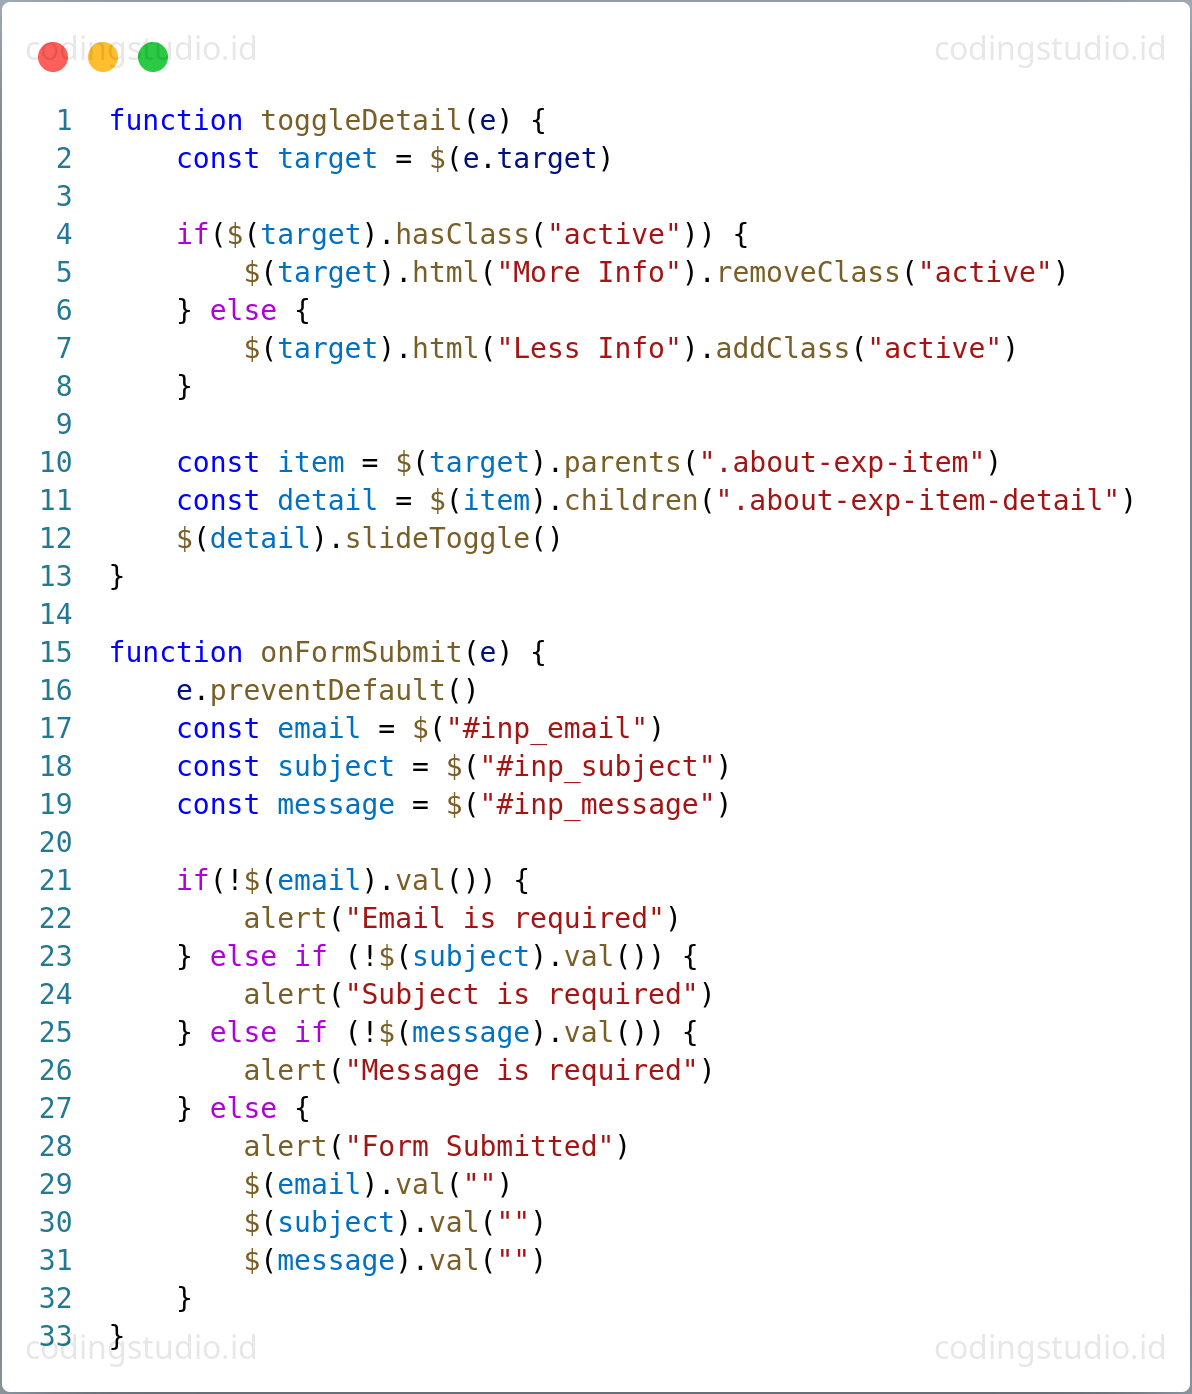 codingstudio.id codingstudio.id
1 function toggleDetail(e) {
2     const target = $(e.target)
3
4     if($(target).hasClass("active")) {
5         $(target).html("More Info").removeClass("active")
6     } else {
7         $(target).html("Less Info").addClass("active")
8     }
9
10     const item = $(target).parents(".about-exp-item")
11     const detail = $(item).children(".about-exp-item-detail")
12     $(detail).slideToggle()
13 }
14
15 function onFormSubmit(e) {
16     e.preventDefault()
17     const email = $("#inp_email")
18     const subject = $("#inp_subject")
19     const message = $("#inp_message")
20
21     if(!$(email).val()) {
22         alert("Email is required")
23     } else if (!$(subject).val()) {
24         alert("Subject is required")
25     } else if (!$(message).val()) {
26         alert("Message is required")
27     } else {
28         alert("Form Submitted")
29         $(email).val("")
30         $(subject).val("")
31         $(message).val("")
32     }
33 }
codingstudio.id codingstudio.id